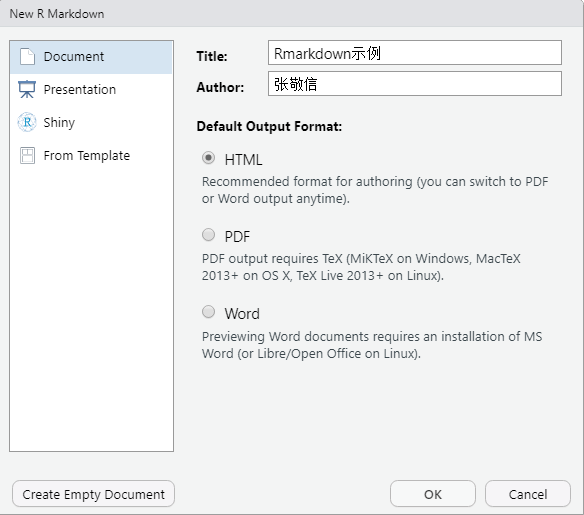 New R Markdown
Document
Presentation
Shiny
From Template
Title:
Rmarkdown示例
Author:
张敬信
Default Output Format:
HTML
Recommended format for authoring (you can switch to PDF
or Word output anytime).
PDF
PDF output requires TeX (MiKTeX on Windows, MacTeX
2013+ on OS X, TeX Live 2013+ on Linux).
Word
Previewing Word documents requires an installation of MS
Word (or Libre/Open Office on Linux).
Create Empty Document
OK
Cancel